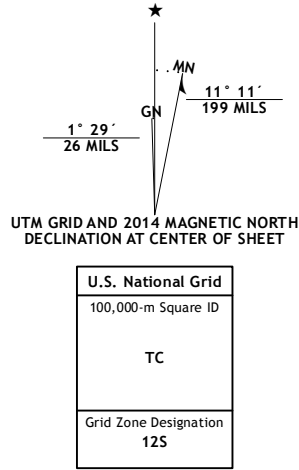 ★
MN
GN
11° 11´
199 MILS
1° 29´
26 MILS
UTM GRID AND 2014 MAGNETIC NORTH
DECLINATION AT CENTER OF SHEET
U.S. National Grid
100,000-m Square ID
TC
Grid Zone Designation
12S